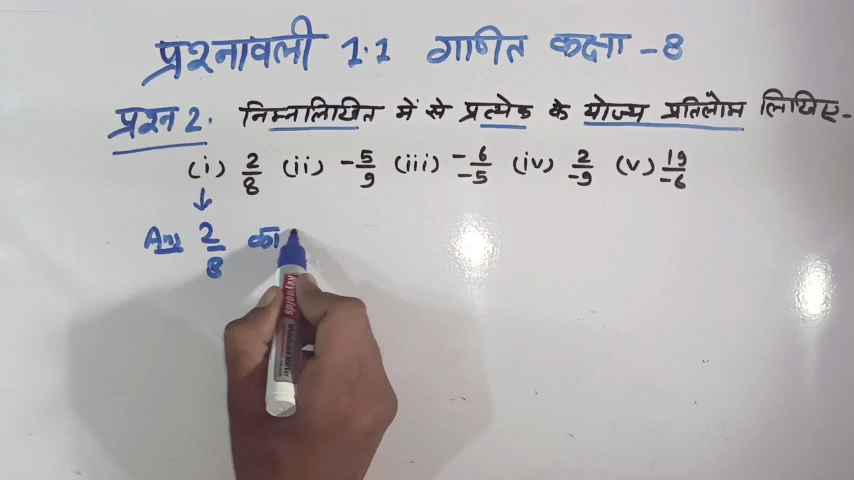 प्रश्नावली 1.1 गणित कक्षा - 8
प्रश्न 2. निम्नलिखित में से प्रत्येक के योज्य प्रतिलोम लिखिए -
(i) 2/8 (ii) -5/9 (iii) -6/-5 (iv) 2/-9 (v) 19/-6
↓
Ans 2/8 का
Reynolds